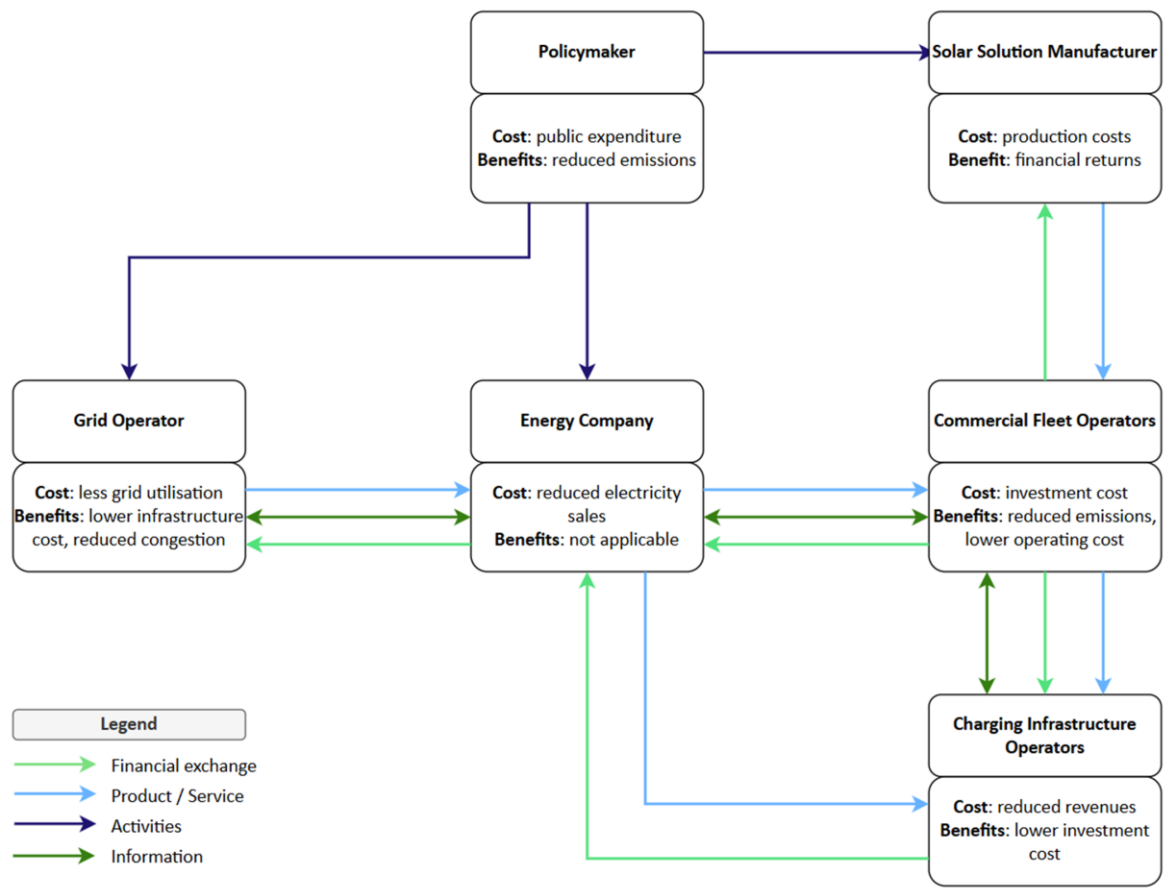 Policymaker
Cost: public expenditure
Benefits: reduced emissions
Solar Solution Manufacturer
Cost: production costs
Benefit: financial returns
Grid Operator
Cost: less grid utilisation
Benefits: lower infrastructure
cost, reduced congestion
Energy Company
Cost: reduced electricity
sales
Benefits: not applicable
Commercial Fleet Operators
Cost: investment cost
Benefits: reduced emissions,
lower operating cost
Charging Infrastructure
Operators
Cost: reduced revenues
Benefits: lower investment
cost
Legend
Financial exchange
Product / Service
Activities
Information